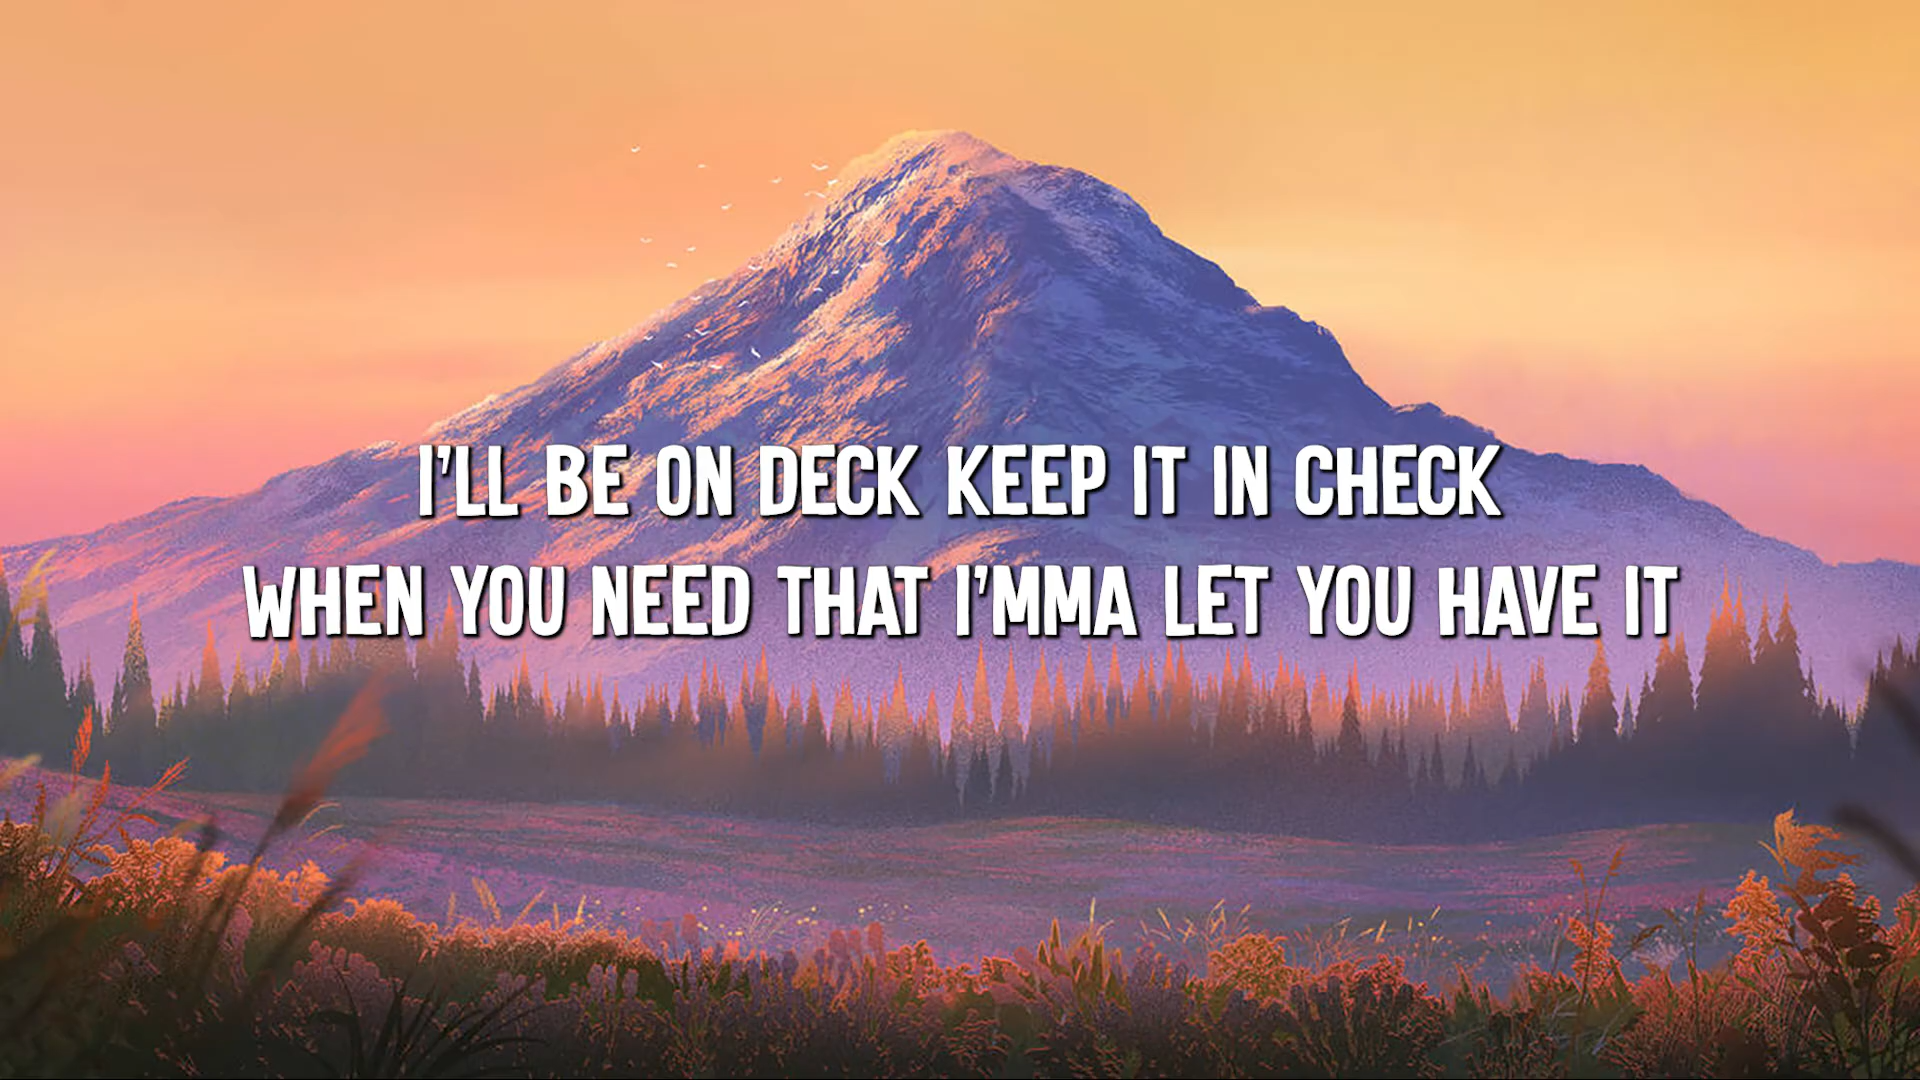 I'LL BE ON DECK KEEP IT IN CHECK
WHEN YOU NEED THAT I'MMA LET YOU HAVE IT